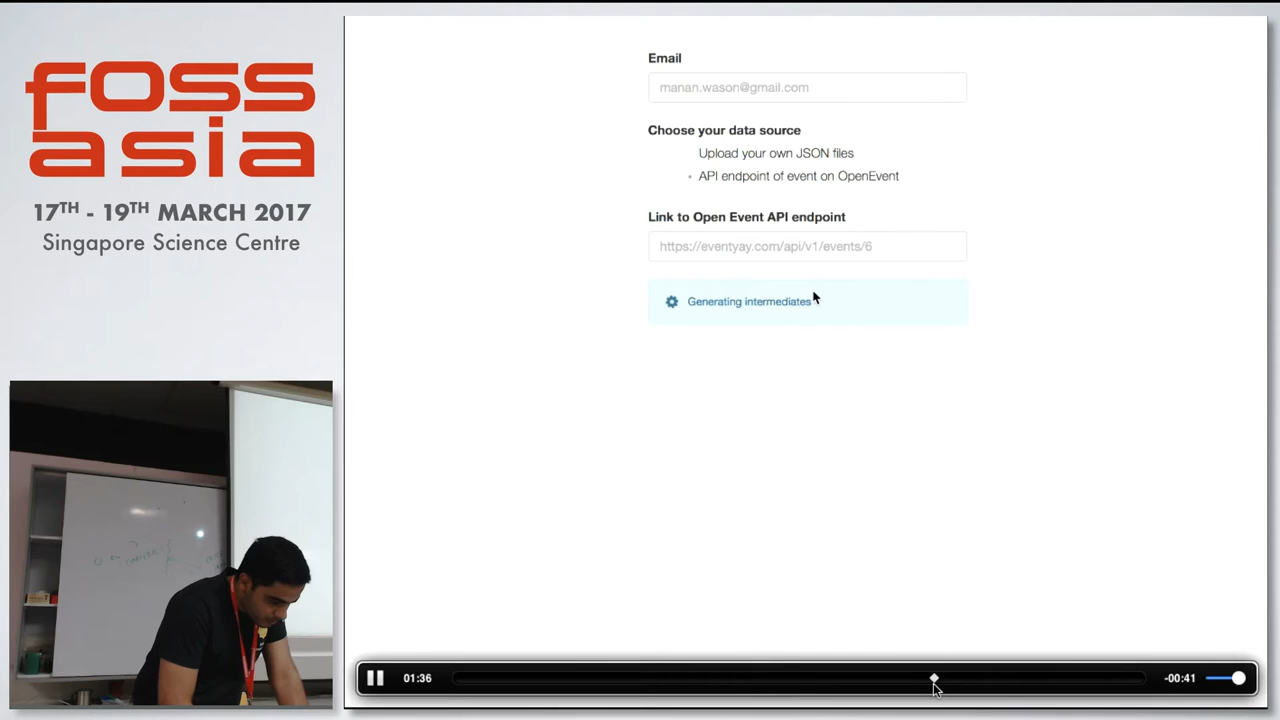 foss
asia
17TH - 19TH MARCH 2017
Singapore Science Centre
Email
manan.wason@gmail.com
Choose your data source
Upload your own JSON files
API endpoint of event on OpenEvent
Link to Open Event API endpoint
https://eventyay.com/api/v1/events/6
Generating intermediates
01:36
-00:41